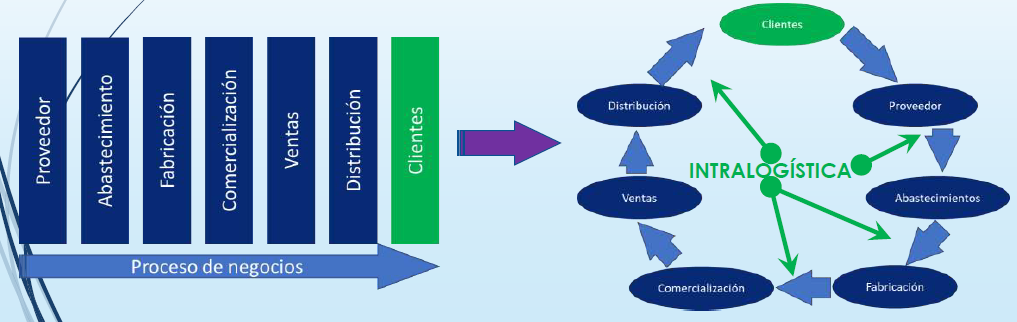 Proveedor
Abastecimiento
Fabricación
Comercialización
Ventas
Distribución
Clientes
Proceso de negocios
Clientes
Proveedor
Abastecimientos
Fabricación
Comercialización
Ventas
Distribución
INTRALOGÍSTICA